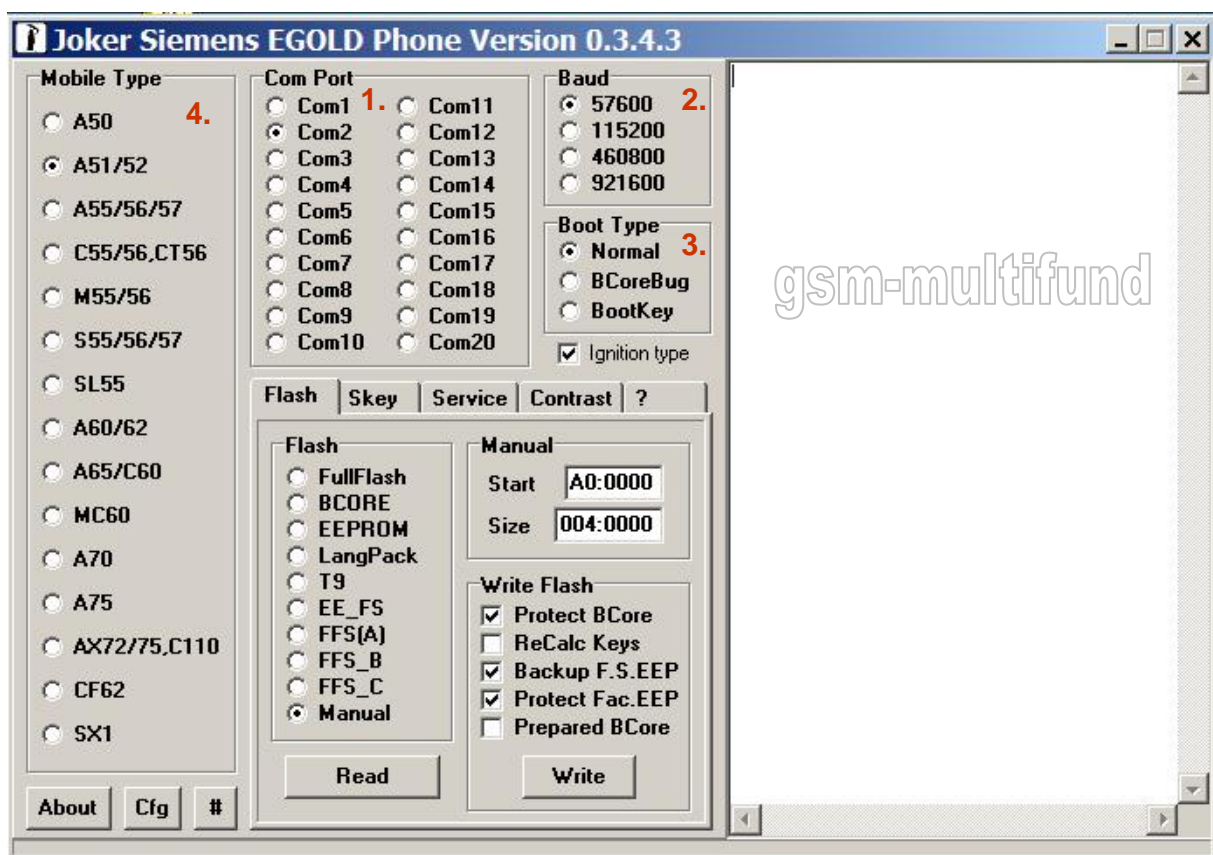 Joker Siemens EGOLD Phone Version 0.3.4.3
Mobile Type
4.
A50
A51/52
A55/56/57
C55/56,CT56
M55/56
S55/56/57
SL55
A60/62
A65/C60
MC60
A70
A75
AX72/75,C110
CF62
SX1
About Cfg #
Com Port
1.
Com1 Com11
Com2 Com12
Com3 Com13
Com4 Com14
Com5 Com15
Com6 Com16
Com7 Com17
Com8 Com18
Com9 Com19
Com10 Com20
Baud
2.
57600
115200
460800
921600
Boot Type
3.
Normal
BCoreBug
BootKey
Ignition type
Flash Skey Service Contrast ?
Flash
FullFlash
BCORE
EEPROM
LangPack
T9
EE_FS
FFS(A)
FFS_B
FFS_C
Manual
Read
Manual
Start A0:0000
Size 004:0000
Write Flash
Protect BCore
ReCalc Keys
Backup F.S.EEP
Protect Fac.EEP
Prepared BCore
Write
gsm-multifund